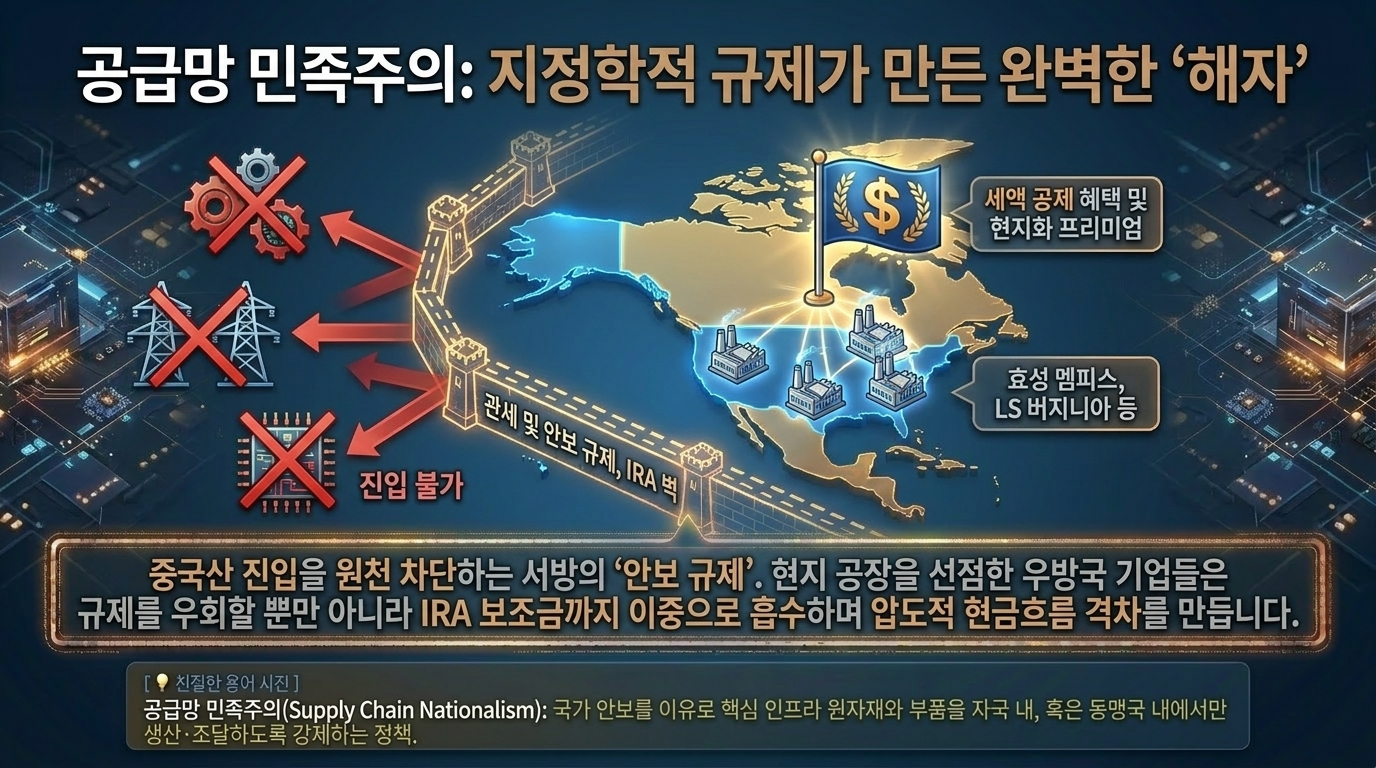 공급망 민족주의: 지정학적 규제가 만든 완벽한 ‘해자’
세액 공제 혜택 및
현지화 프리미엄
효성 멤피스,
LS 버지니아 등
관세 및 안보 규제, IRA 벽
진입 불가
중국산 진입을 원천 차단하는 서방의 ‘안보 규제’. 현지 공장을 선점한 우방국 기업들은
규제를 우회할 뿐만 아니라 IRA 보조금까지 이중으로 흡수하며 압도적 현금흐름 격차를 만듭니다.
[ 💡 친절한 용어 시진 ]
공급망 민족주의(Supply Chain Nationalism): 국가 안보를 이유로 핵심 인프라 원자재와 부품을 자국 내, 혹은 동맹국 내에서만
생산·조달하도록 강제하는 정책.